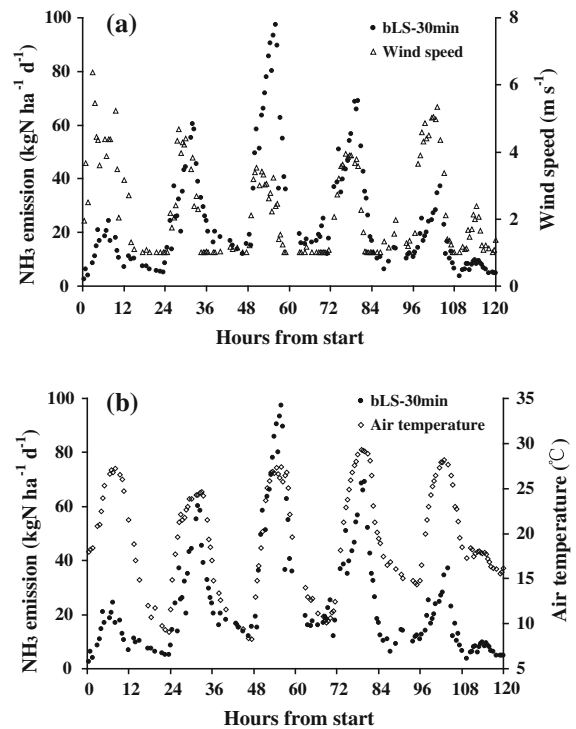 (a)
bLS-30min
Wind speed
NH₃ emission (kgN ha⁻¹ d⁻¹)
Wind speed (m s⁻¹)
100
80
60
40
20
0
8
6
4
2
0
0 12 24 36 48 60 72 84 96 108 120
Hours from start
(b)
bLS-30min
Air temperature
NH₃ emission (kgN ha⁻¹ d⁻¹)
Air temperature (℃)
100
80
60
40
20
0
35
30
25
20
15
10
5
0 12 24 36 48 60 72 84 96 108 120
Hours from start